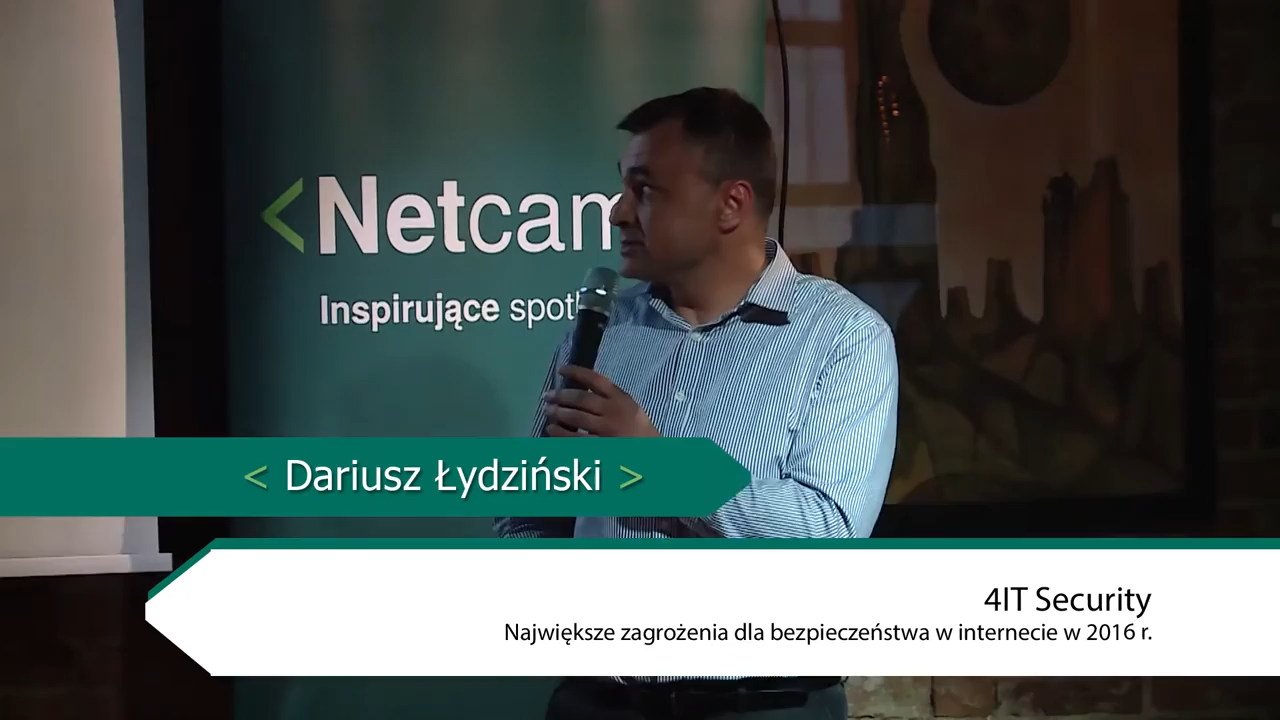 <Netcam
Inspirujące spot
< Dariusz Łydziński >
4IT Security
Największe zagrożenia dla bezpieczeństwa w internecie w 2016 r.